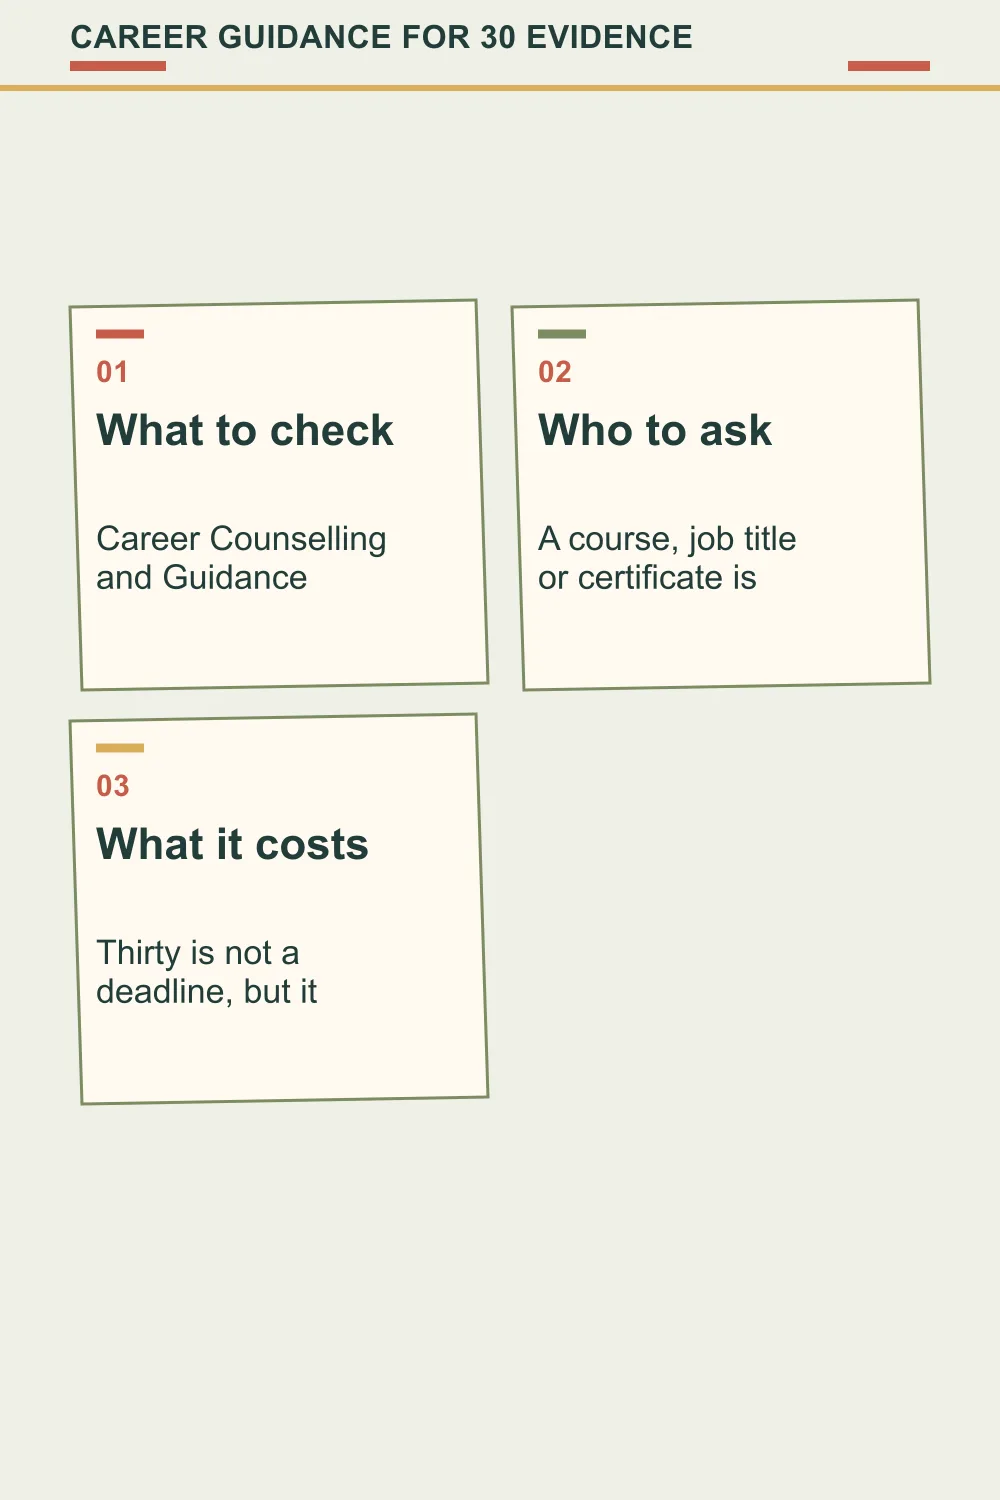 CAREER GUIDANCE FOR 30 EVIDENCE
01
What to check
Career Counselling
and Guidance
02
Who to ask
A course, job title
or certificate is
03
What it costs
Thirty is not a
deadline, but it